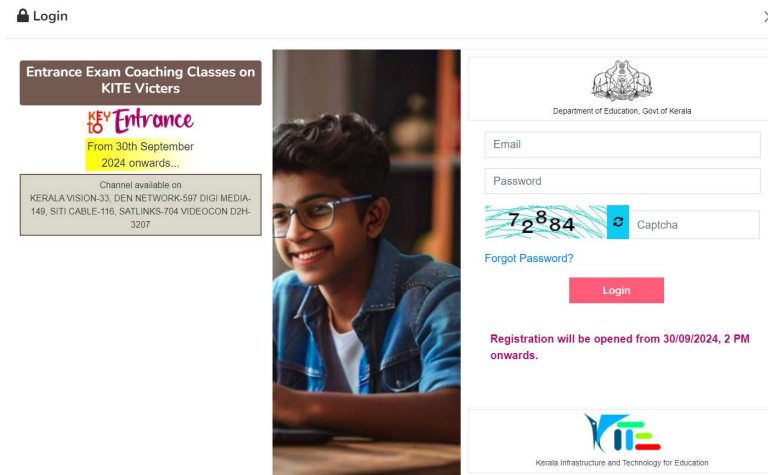 Login
Entrance Exam Coaching Classes on
KITE Victers
KEY TO Entrance
From 30th September
2024 onwards...
Channel available on
KERALA VISION-33, DEN NETWORK-597 DIGI MEDIA-
149, SITI CABLE-116, SATLINKS-704 VIDEOCON D2H-
3207
Department of Education, Govt.of Kerala
Email
Password
72884
Captcha
Forgot Password?
Login
Registration will be opened from 30/09/2024, 2 PM
onwards.
KITE
Kerala Infrastructure and Technology for Education